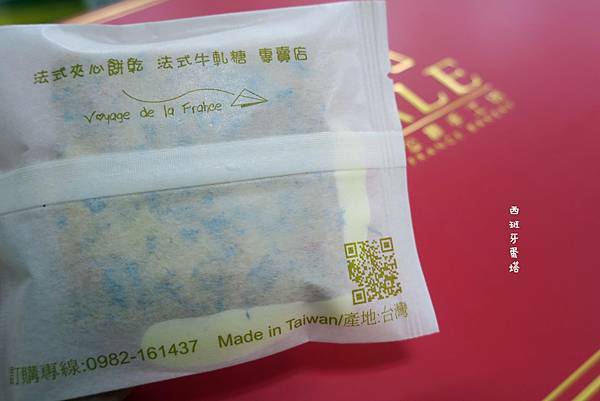 法式夾心餅乾 法式牛軋糖 專賣店
Voyage de la France
西班牙蛋塔
Made in Taiwan/產地:台灣
訂購專線:0982-161437